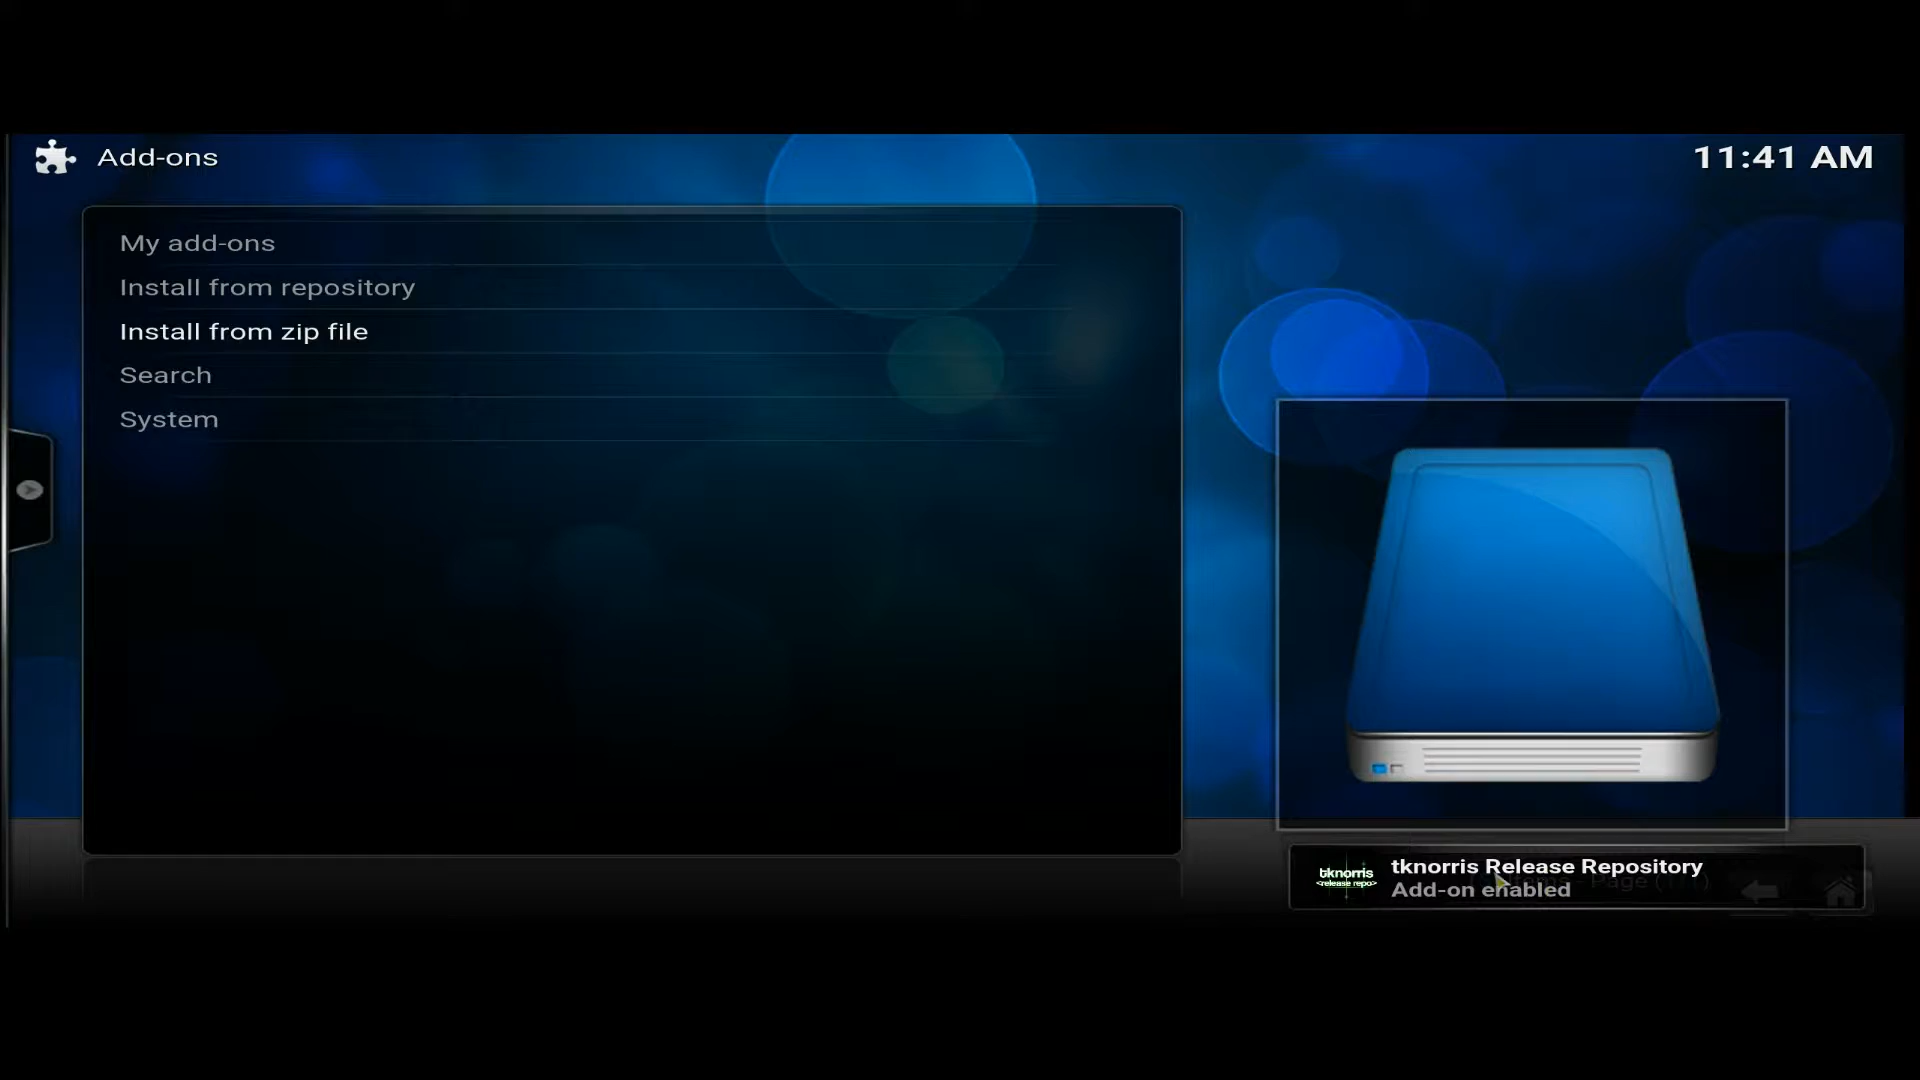 Add-ons
11:41 AM
My add-ons
Install from repository
Install from zip file
Search
System
tknorris
<release repo>
tknorris Release Repository
Add-on enabled